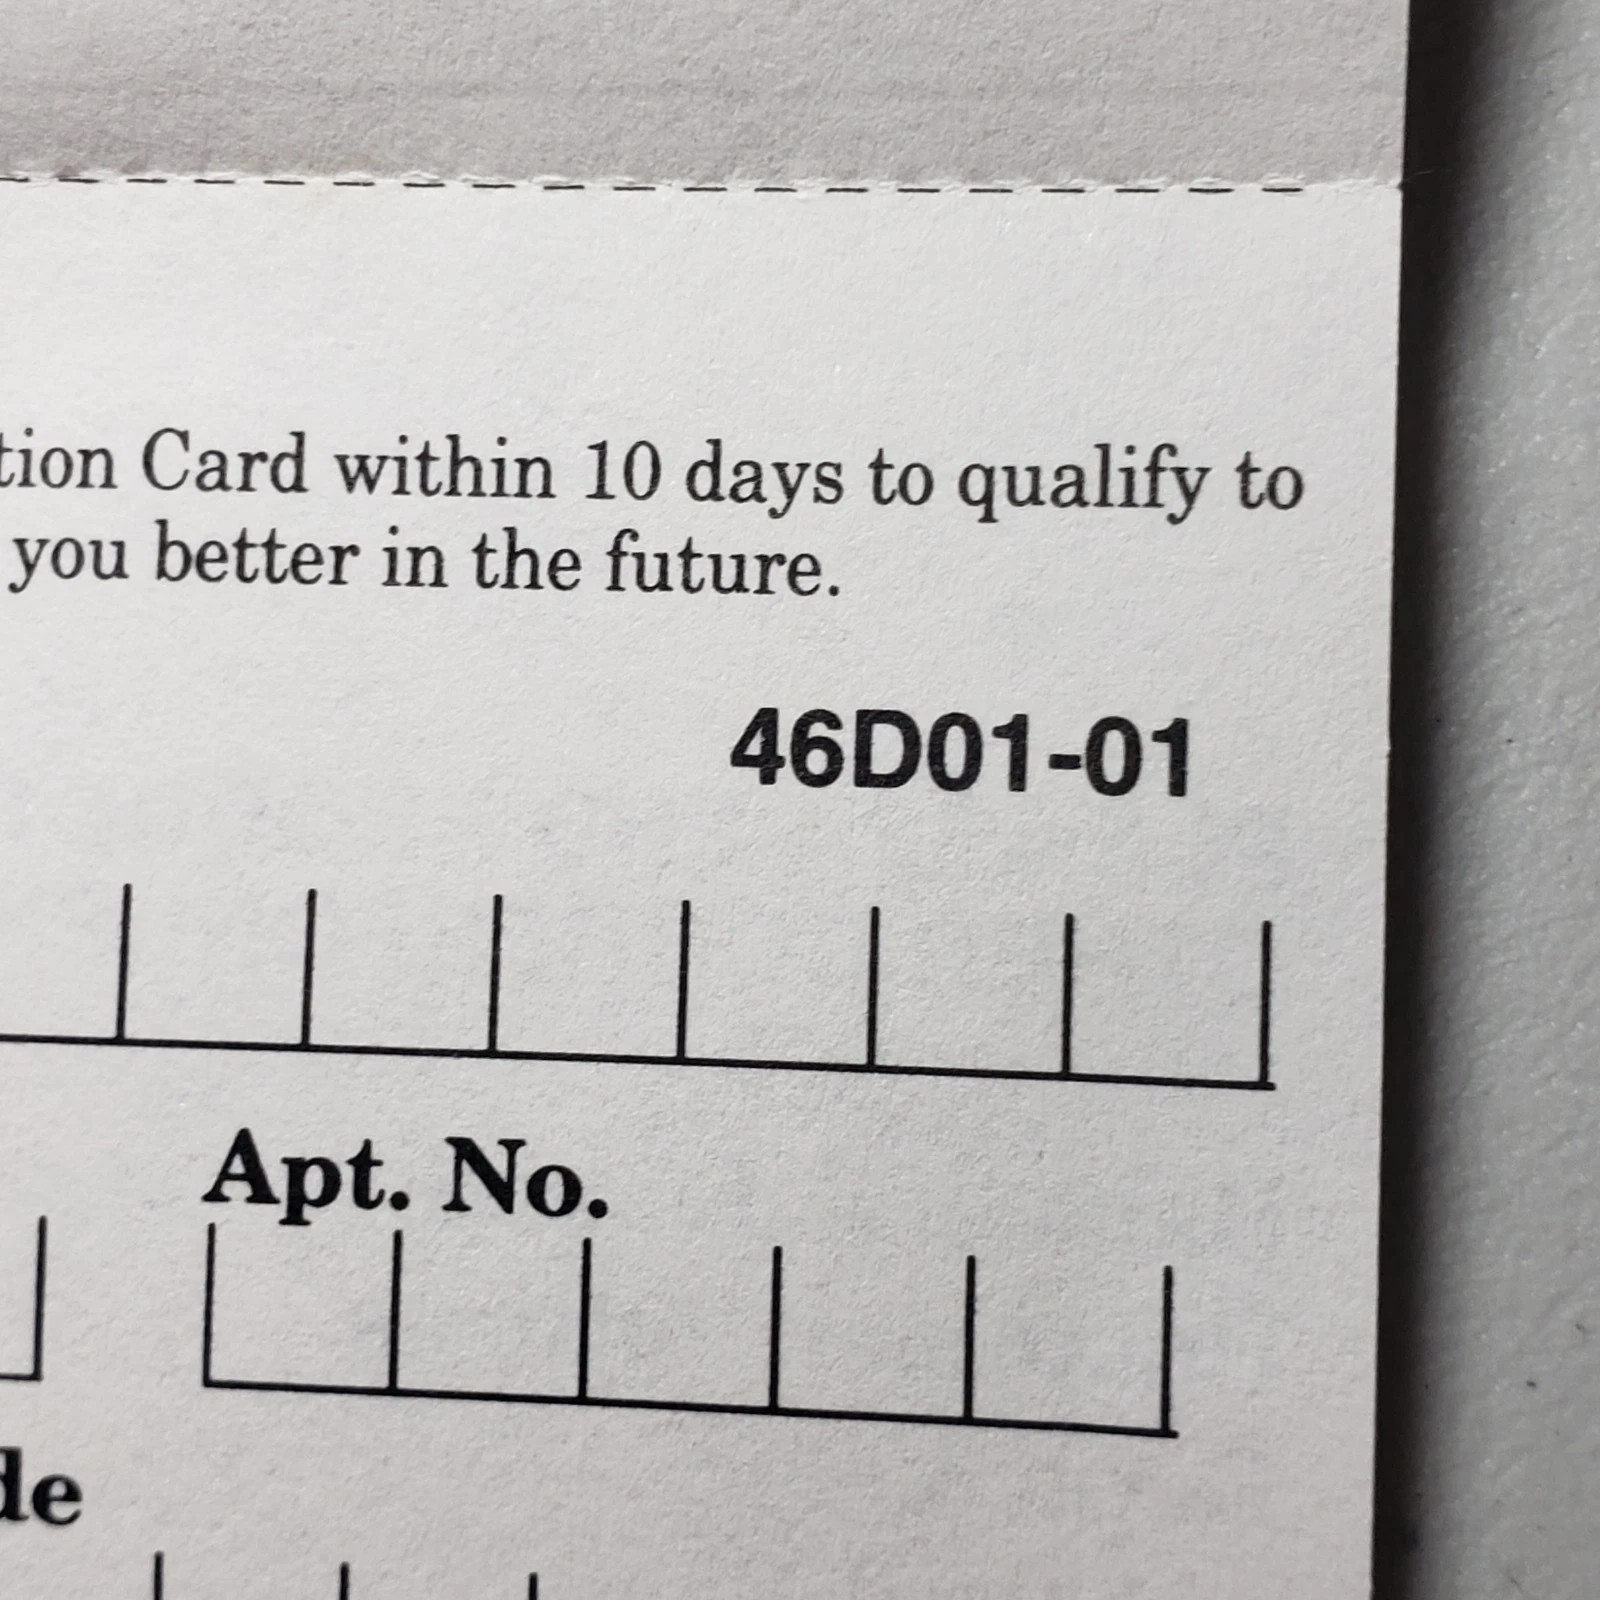 tion Card within 10 days to qualify to
you better in the future.
46D01-01
Apt. No.
de